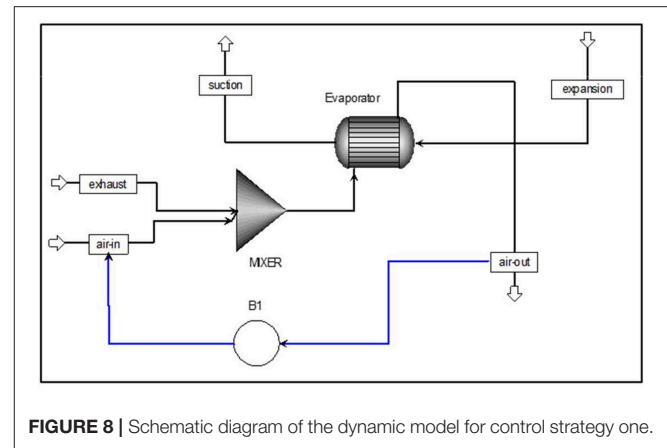 suction
expansion
Evaporator
exhaust
air-in
MIXER
air-out
B1
FIGURE 8 | Schematic diagram of the dynamic model for control strategy one.